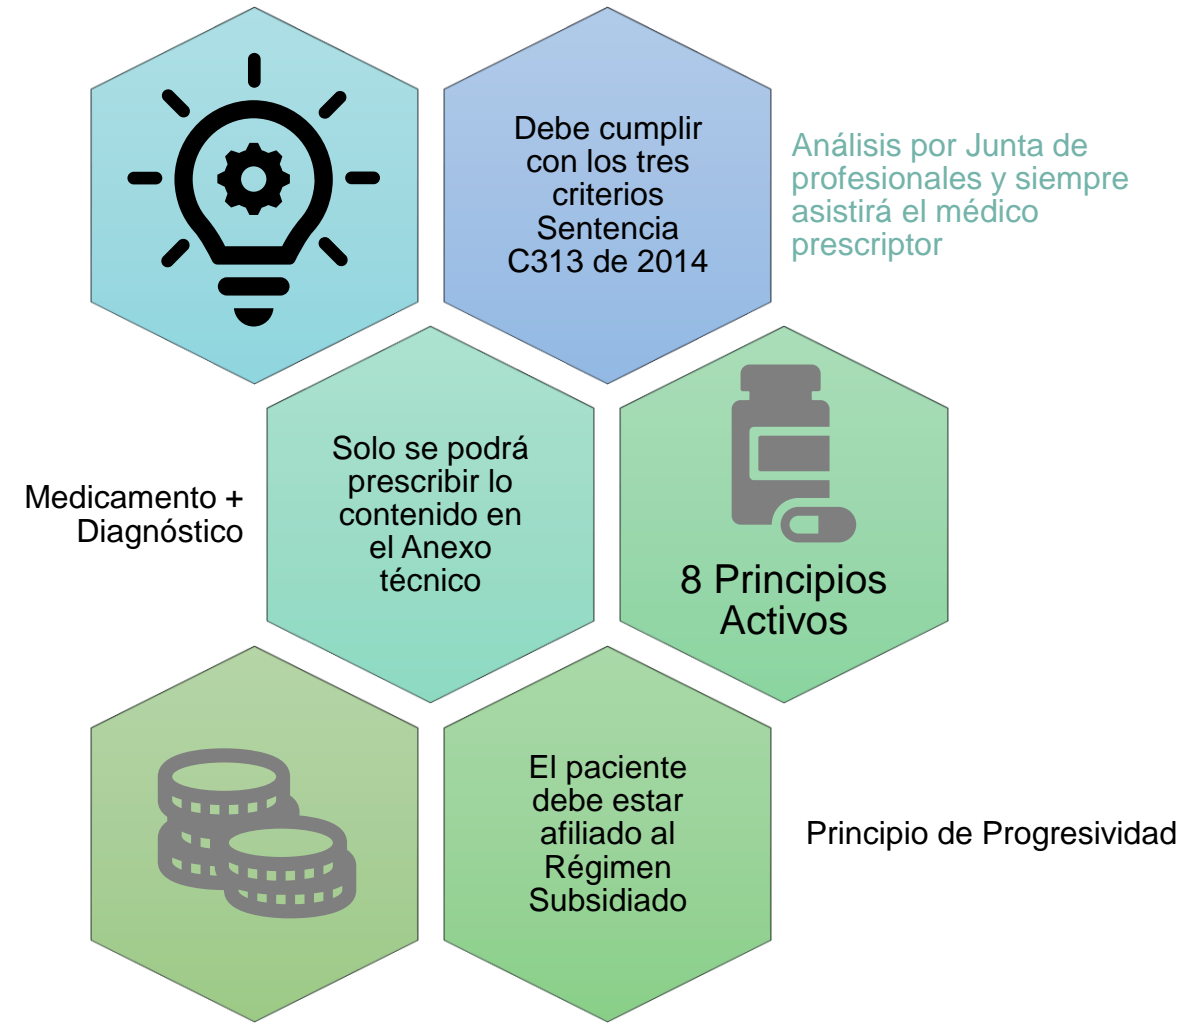 Debe cumplir
con los tres
criterios
Sentencia
C313 de 2014
Análisis por Junta de
profesionales y siempre
asistirá el médico
prescriptor
Medicamento +
Diagnóstico
Solo se podrá
prescribir lo
contenido en
el Anexo
técnico
8 Principios
Activos
El paciente
debe estar
afiliado al
Régimen
Subsidiado
Principio de Progresividad